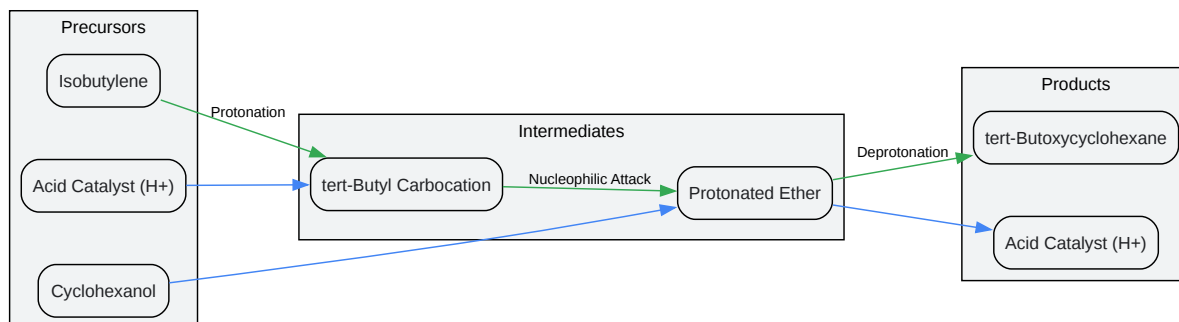 Precursors
Isobutylene
Acid Catalyst (H+)
Cyclohexanol
Protonation
Intermediates
tert-Butyl Carbocation
Nucleophilic Attack
Protonated Ether
Deprotonation
Products
tert-Butoxycyclohexane
Acid Catalyst (H+)